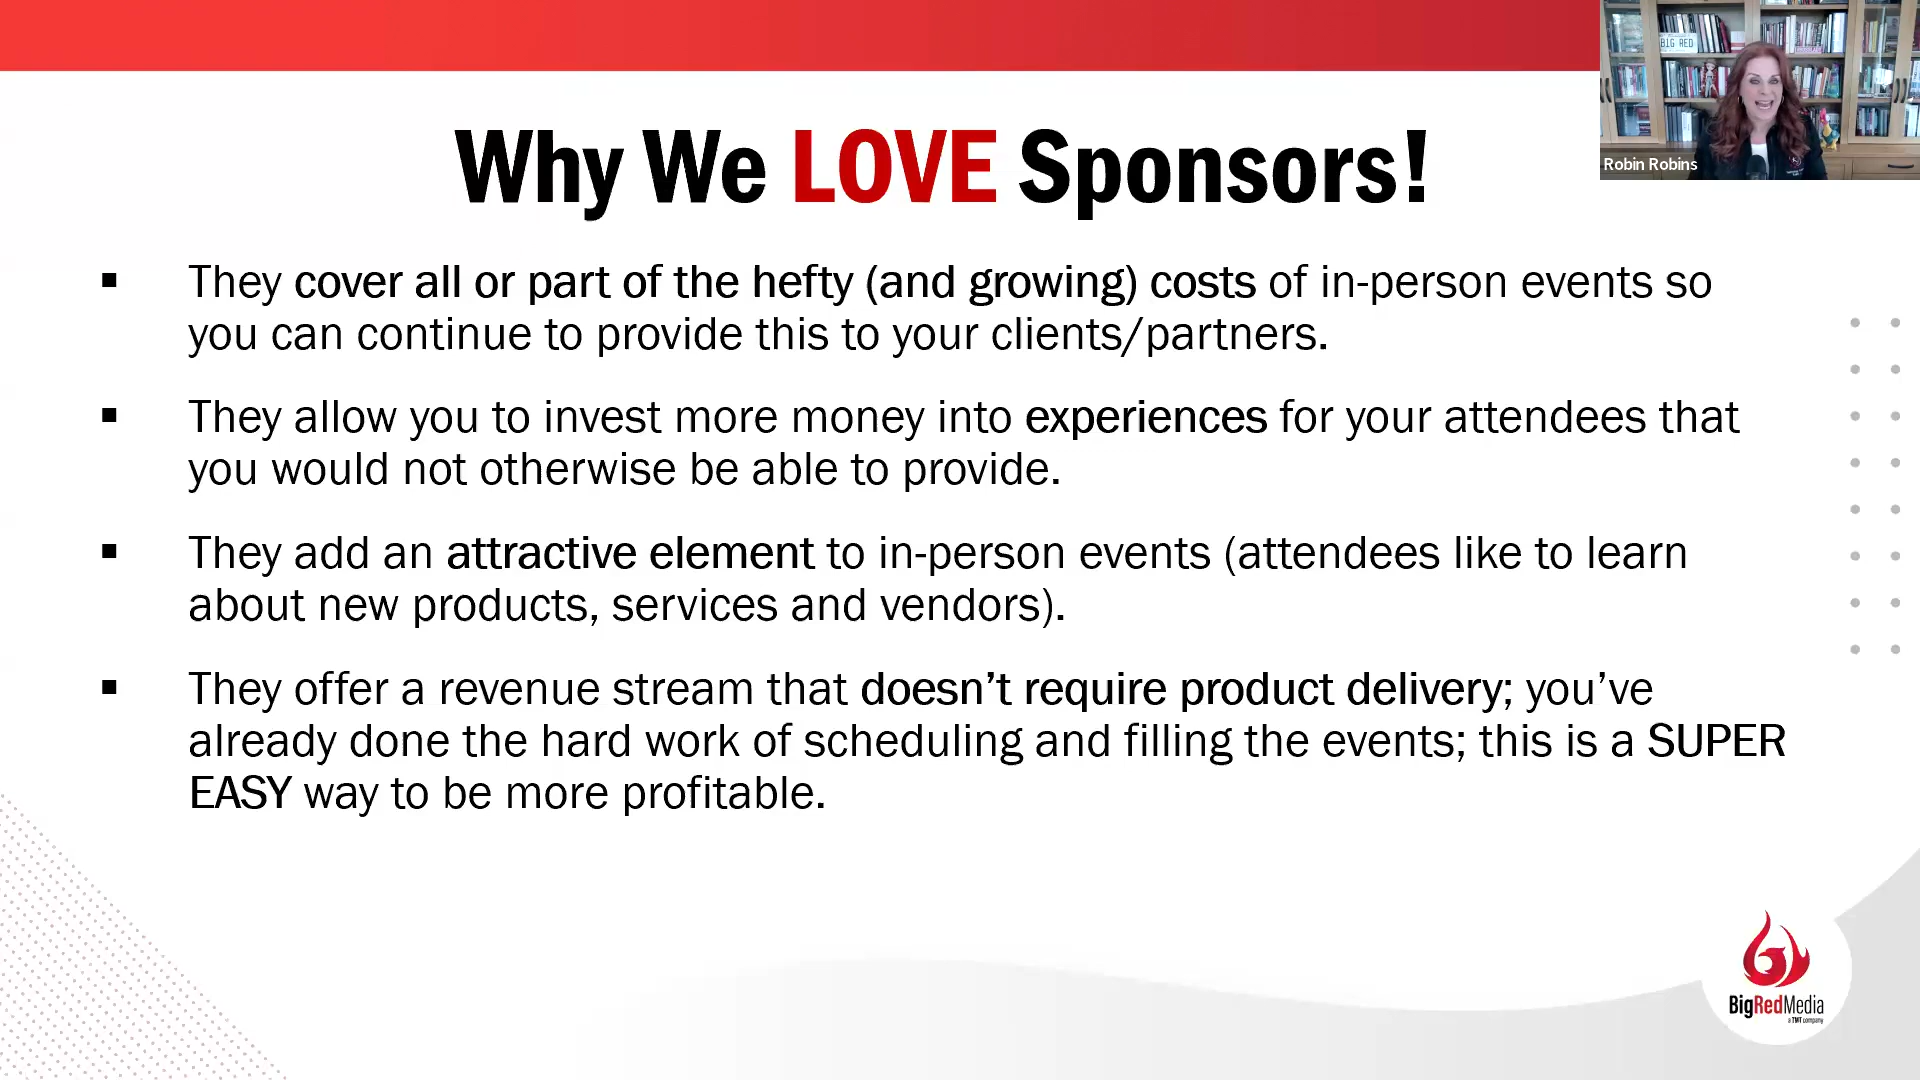 BIG RED
Robin Robins
Why We LOVE Sponsors!
▪ They cover all or part of the hefty (and growing) costs of in-person events so
you can continue to provide this to your clients/partners.
▪ They allow you to invest more money into experiences for your attendees that
you would not otherwise be able to provide.
▪ They add an attractive element to in-person events (attendees like to learn
about new products, services and vendors).
▪ They offer a revenue stream that doesn’t require product delivery; you’ve
already done the hard work of scheduling and filling the events; this is a SUPER
EASY way to be more profitable.
BigRedMedia
a TMT company